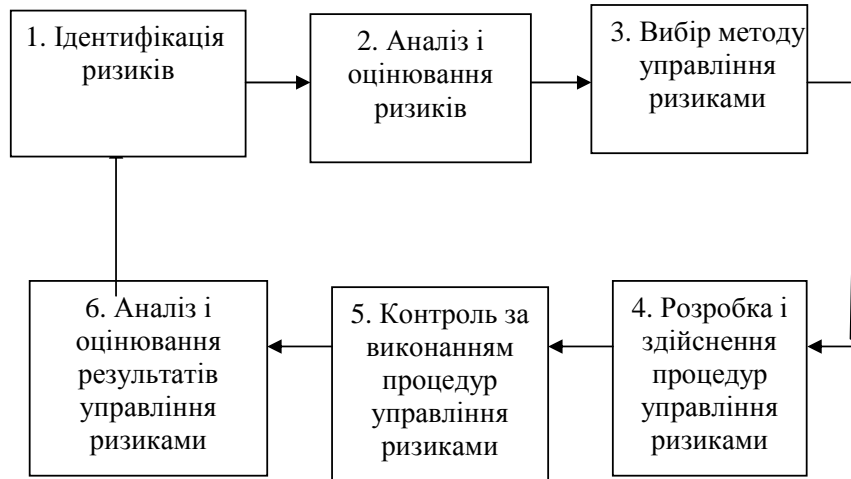 1. Ідентифікація
ризиків
2. Аналіз і
оцінювання
ризиків
3. Вибір методу
управління
ризиками
4. Розробка і
здійснення
процедур
управління
ризиками
5. Контроль за
виконанням
процедур
управління
ризиками
6. Аналіз і
оцінювання
результатів
управління
ризиками